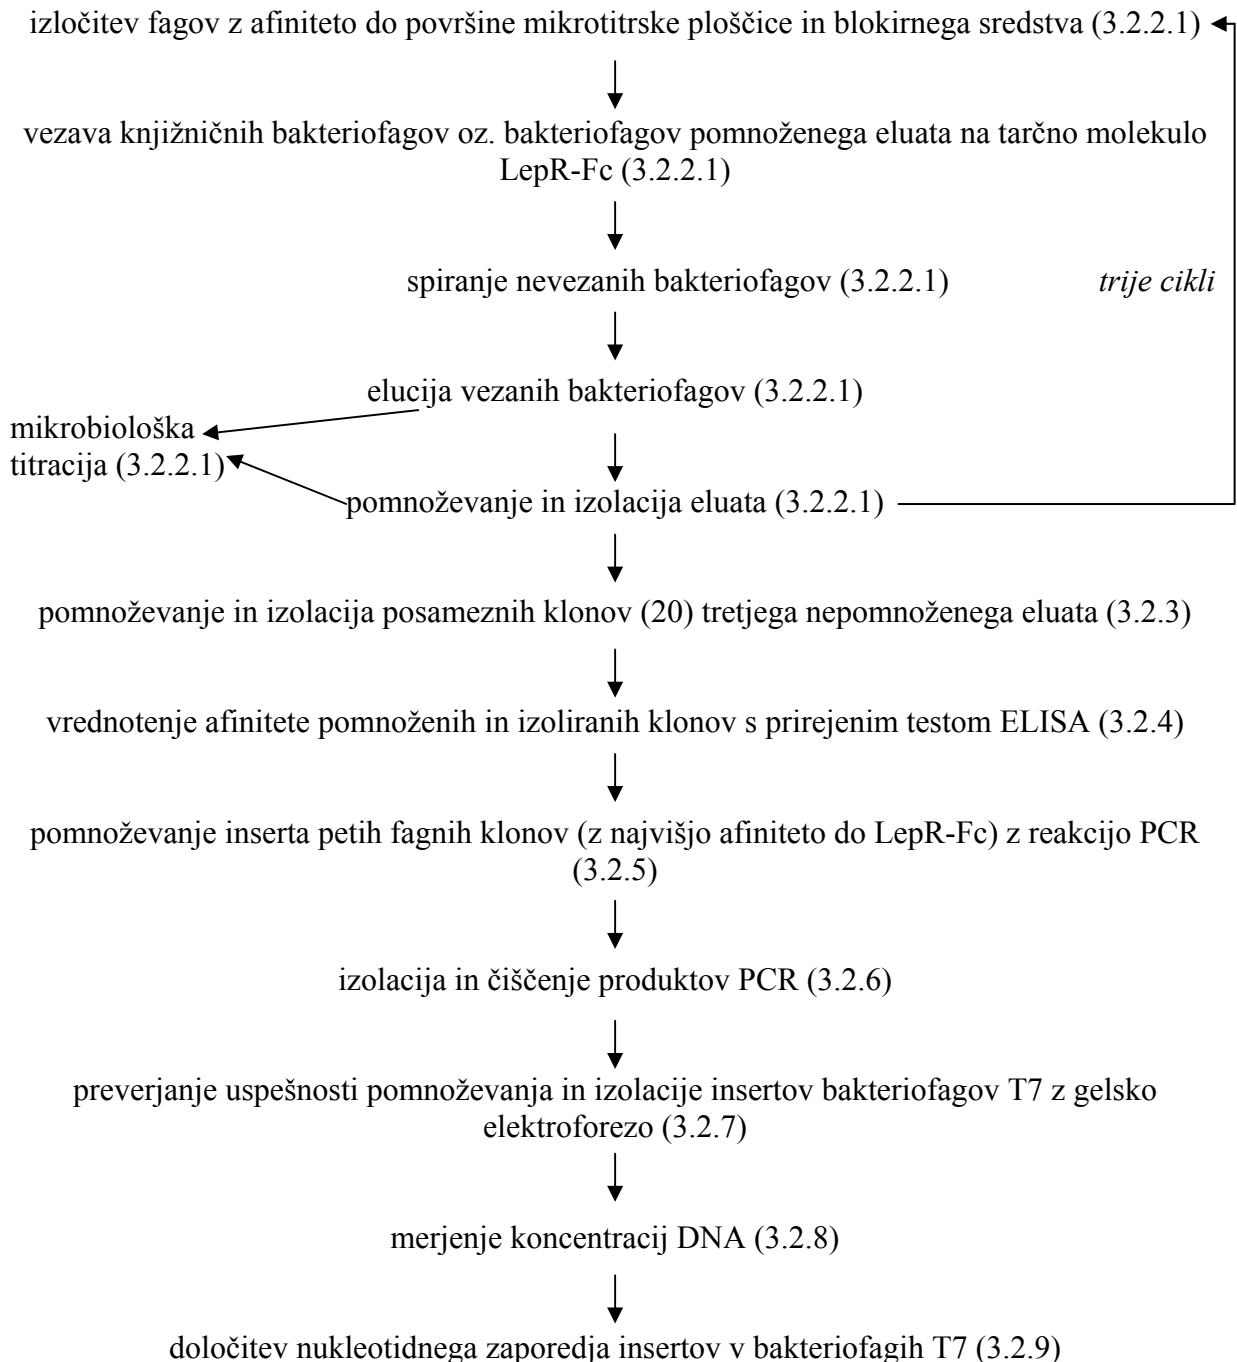 izločitev fagov z afiniteto do površine mikrotitrske ploščice in blokirnega sredstva (3.2.2.1)
vezava knjižničnih bakteriofagov oz. bakteriofagov pomnoženega eluata na tarčno molekulo
LepR-Fc (3.2.2.1)
spiranje nevezanih bakteriofagov (3.2.2.1)
trije cikli
elucija vezanih bakteriofagov (3.2.2.1)
mikrobiološka
titracija (3.2.2.1)
pomnoževanje in izolacija eluata (3.2.2.1)
pomnoževanje in izolacija posameznih klonov (20) tretjega nepomnoženega eluata (3.2.3)
vrednotenje afinitete pomnoženih in izoliranih klonov s prirejenim testom ELISA (3.2.4)
pomnoževanje inserta petih fagnih klonov (z najvišjo afiniteto do LepR-Fc) z reakcijo PCR
(3.2.5)
izolacija in čiščenje produktov PCR (3.2.6)
preverjanje uspešnosti pomnoževanja in izolacije insertov bakteriofagov T7 z gelsko
elektroforezo (3.2.7)
merjenje koncentracij DNA (3.2.8)
določitev nukleotidnega zaporedja insertov v bakteriofagih T7 (3.2.9)